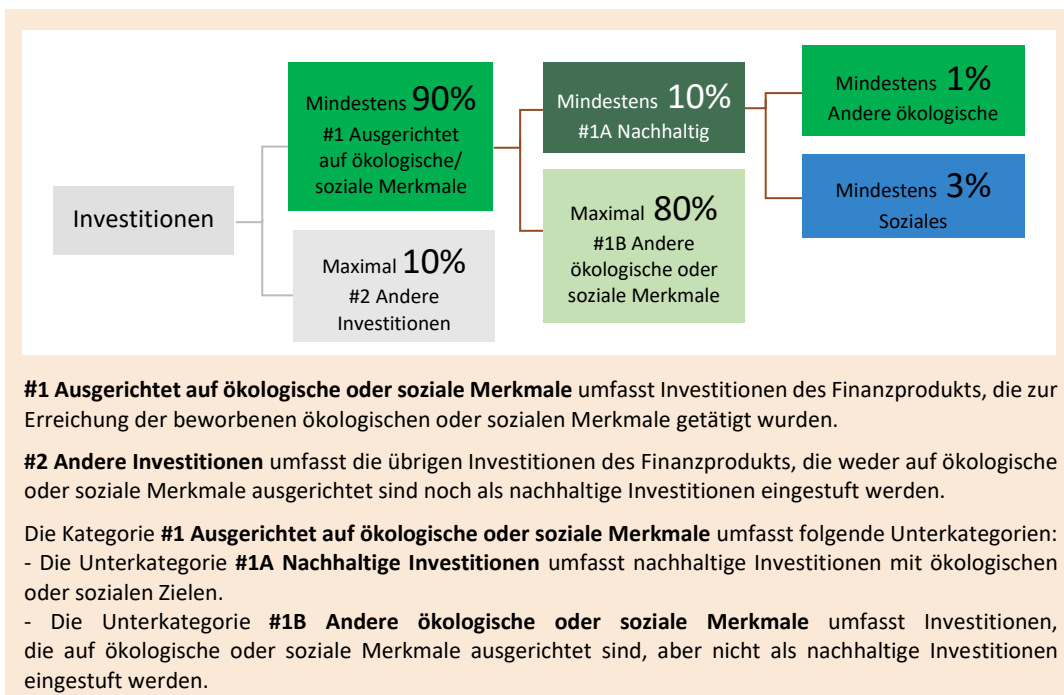 Investitionen
Mindestens 90%
#1 Ausgerichtet
auf ökologische/
soziale Merkmale
Maximal 10%
#2 Andere
Investitionen
Mindestens 10%
#1A Nachhaltig
Maximal 80%
#1B Andere
ökologische oder
soziale Merkmale
Mindestens 1%
Andere ökologische
Mindestens 3%
Soziales
#1 Ausgerichtet auf ökologische oder soziale Merkmale umfasst Investitionen des Finanzprodukts, die zur
Erreichung der beworbenen ökologischen oder sozialen Merkmale getätigt wurden.
#2 Andere Investitionen umfasst die übrigen Investitionen des Finanzprodukts, die weder auf ökologische
oder soziale Merkmale ausgerichtet sind noch als nachhaltige Investitionen eingestuft werden.
Die Kategorie #1 Ausgerichtet auf ökologische oder soziale Merkmale umfasst folgende Unterkategorien:
- Die Unterkategorie #1A Nachhaltige Investitionen umfasst nachhaltige Investitionen mit ökologischen
oder sozialen Zielen.
- Die Unterkategorie #1B Andere ökologische oder soziale Merkmale umfasst Investitionen,
die auf ökologische oder soziale Merkmale ausgerichtet sind, aber nicht als nachhaltige Investitionen
eingestuft werden.